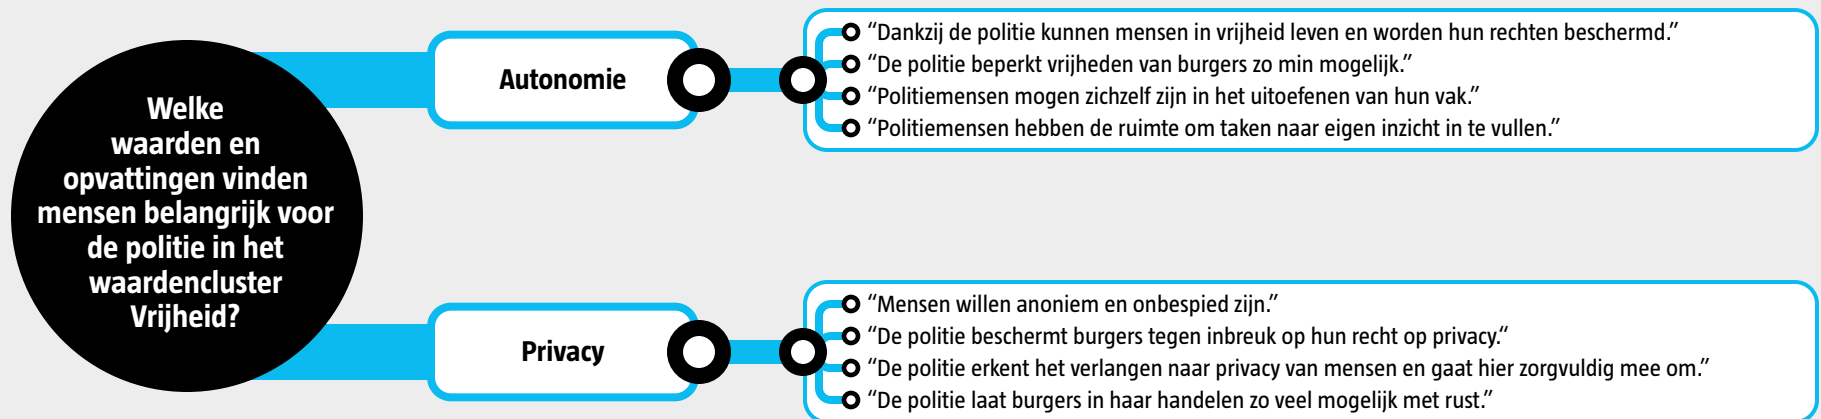 Welke
waarden en
opvattingen vinden
mensen belangrijk voor
de politie in het
waardencluster
Vrijheid?
Autonomie
“Dankzij de politie kunnen mensen in vrijheid leven en worden hun rechten beschermd.”
“De politie beperkt vrijheden van burgers zo min mogelijk.”
“Politiemensen mogen zichzelf zijn in het uitoefenen van hun vak.”
“Politiemensen hebben de ruimte om taken naar eigen inzicht in te vullen.”
Privacy
“Mensen willen anoniem en onbespied zijn.”
“De politie beschermt burgers tegen inbreuk op hun recht op privacy.“
“De politie erkent het verlangen naar privacy van mensen en gaat hier zorgvuldig mee om.”
“De politie laat burgers in haar handelen zo veel mogelijk met rust.”